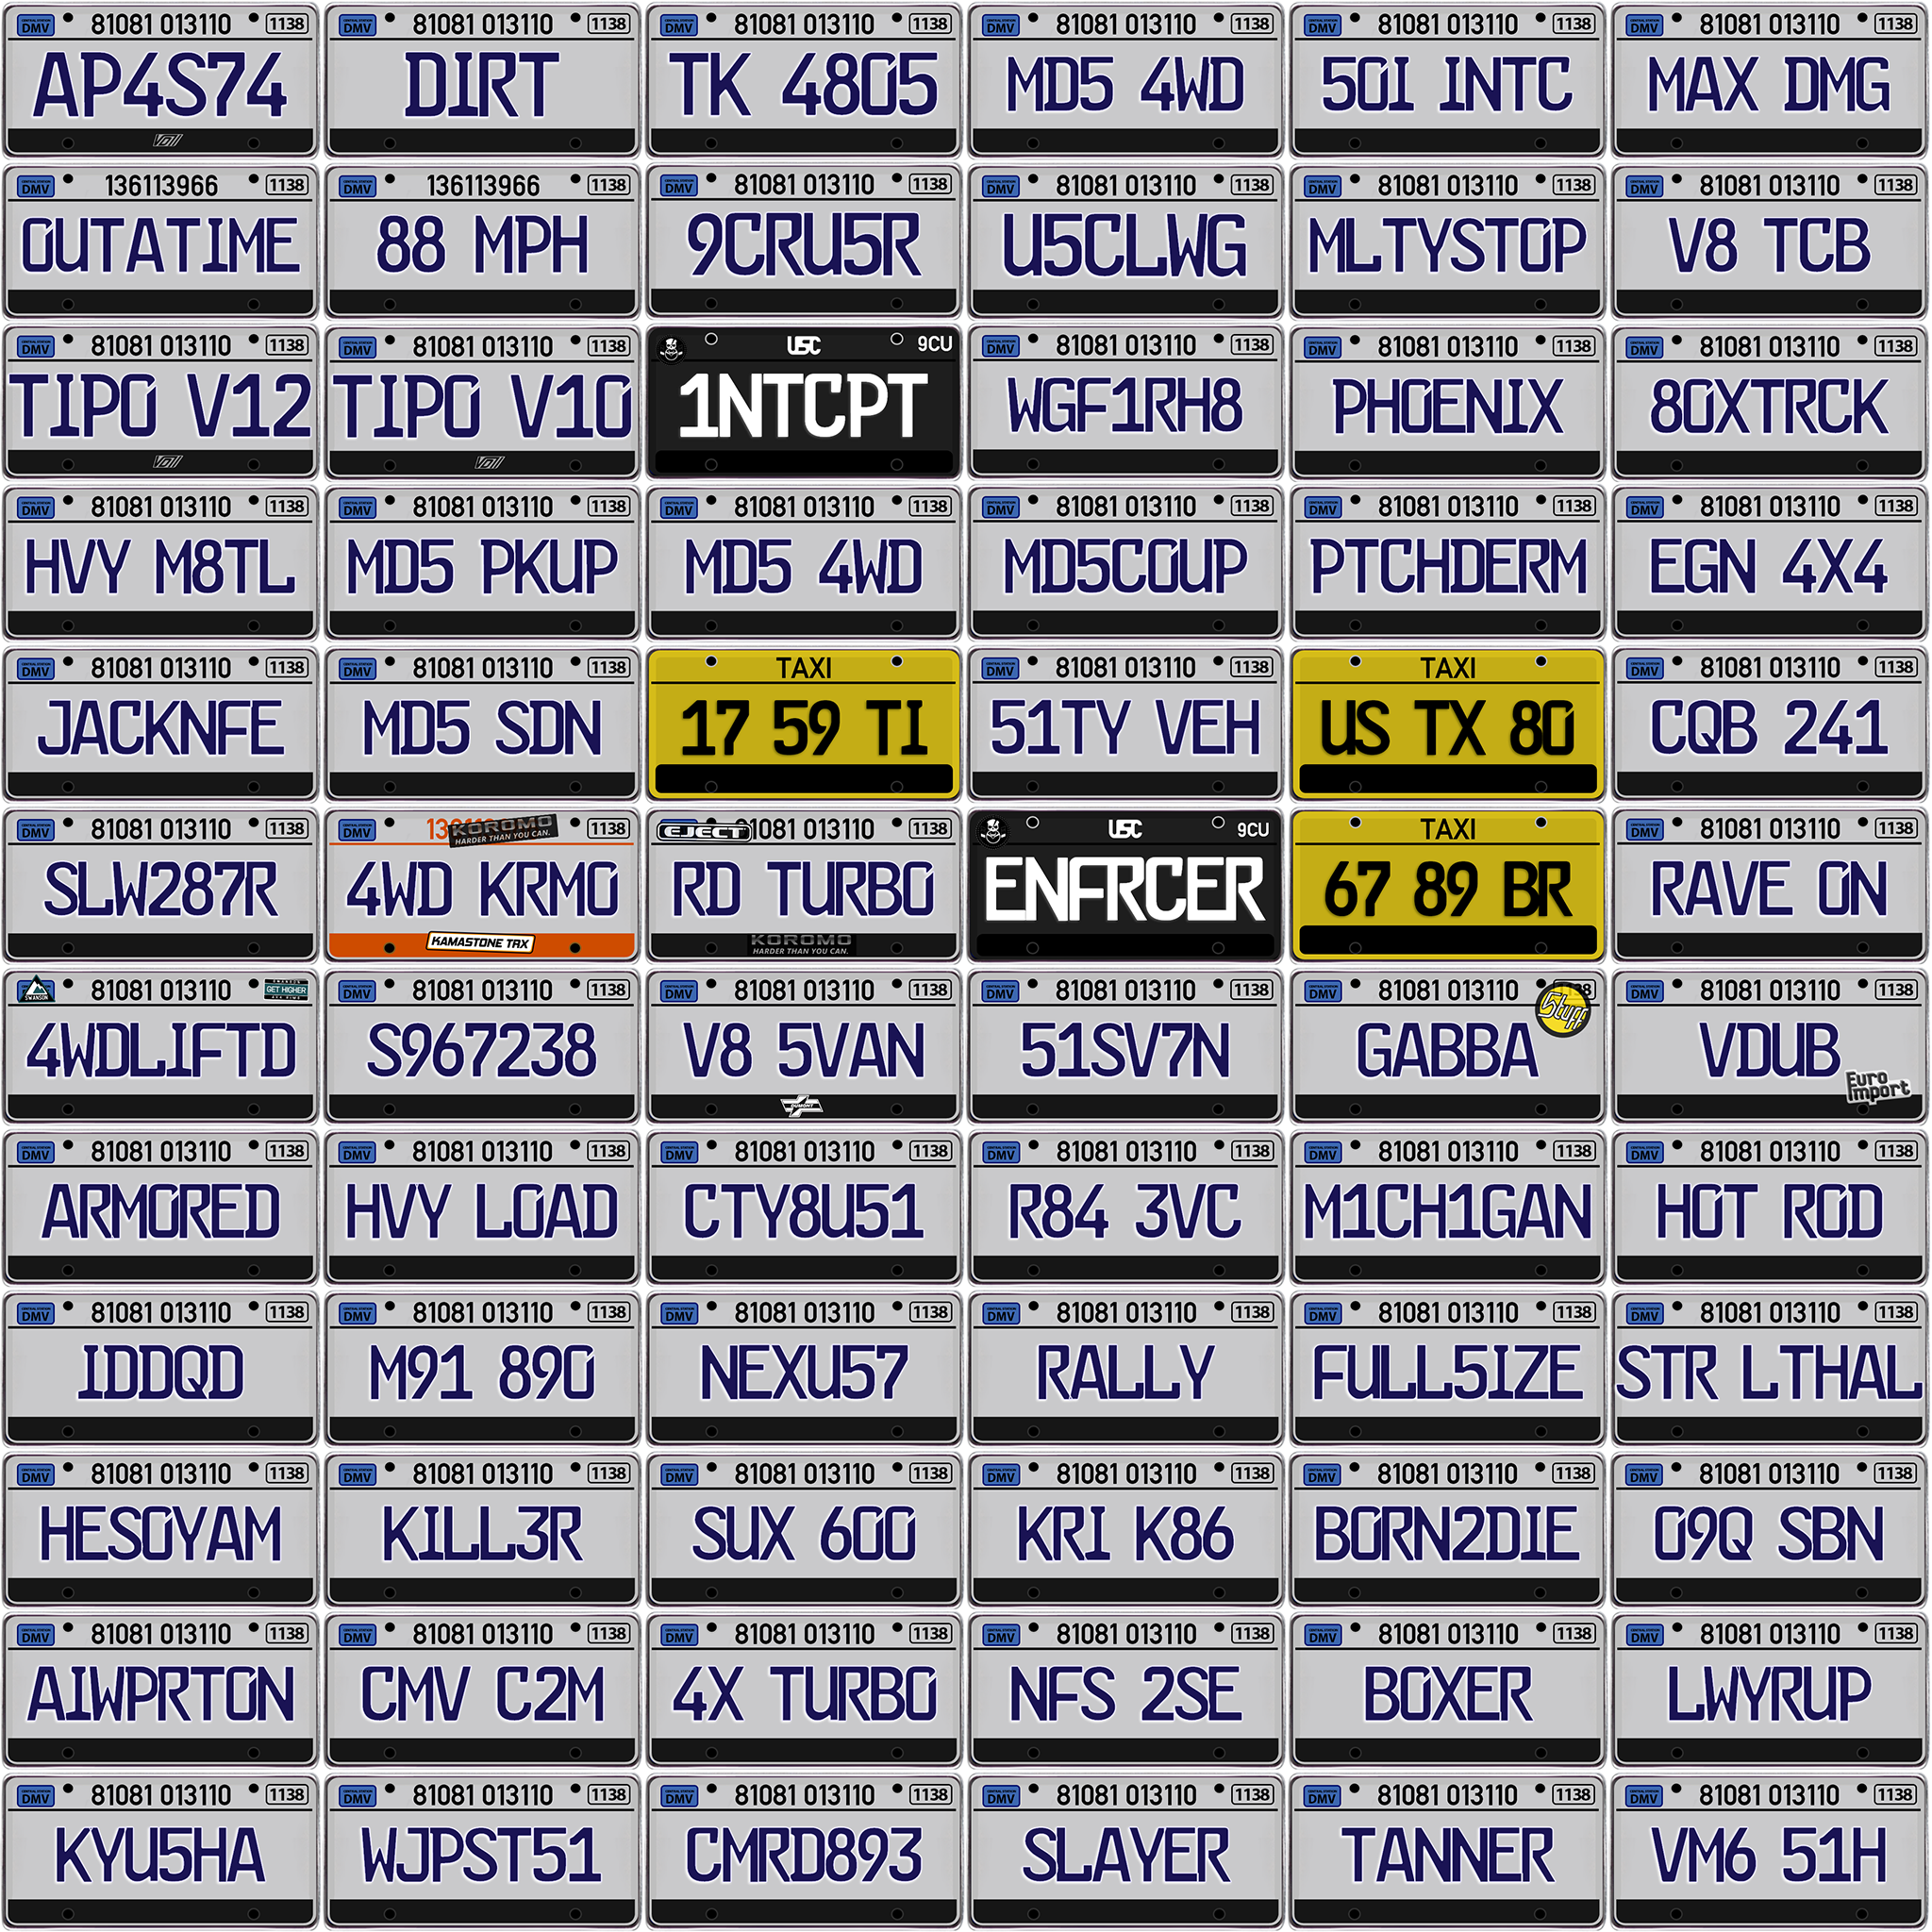 DMV 81081 013110 1138
AP4S74
VO//
DMV 81081 013110 1138
DIRT
DMV 81081 013110 1138
TK 4805
DMV 81081 013110 1138
MD5 4WD
DMV 81081 013110 1138
50I INTC
DMV 81081 013110 1138
MAX DMG
DMV 136113966 1138
OUTATIME
DMV 136113966 1138
88 MPH
DMV 81081 013110 1138
9CRU5R
DMV 81081 013110 1138
U5CLWG
DMV 81081 013110 1138
MLTYSTOP
DMV 81081 013110 1138
V8 TCB
DMV 81081 013110 1138
TIPO V12
DMV 81081 013110 1138
TIPO V10
USC 9CU
1NTCPT
DMV 81081 013110 1138
WGF1RH8
DMV 81081 013110 1138
PHOENIX
DMV 81081 013110 1138
80XTRCK
DMV 81081 013110 1138
HVY M8TL
DMV 81081 013110 1138
MD5 PKUP
DMV 81081 013110 1138
MD5 4WD
DMV 81081 013110 1138
MD5COUP
DMV 81081 013110 1138
PTCHDERM
DMV 81081 013110 1138
EGN 4X4
DMV 81081 013110 1138
JACKNFE
DMV 81081 013110 1138
MD5 SDN
TAXI
17 59 TI
DMV 81081 013110 1138
51TY VEH
TAXI
US TX 80
DMV 81081 013110 1138
CQB 241
DMV 81081 013110 1138
SLW287R
DMV KOROMO 1138
HARDER THAN YOU CAN.
4WD KRMO
KAMASTONE TRX
EJECT 1081 013110 1138
RD TURBO
KOROMO
HARDER THAN YOU CAN.
USC 9CU
ENFRCER
TAXI
67 89 BR
DMV 81081 013110 1138
RAVE ON
SWANSON 81081 013110 GET HIGHER
4WDLIFTD
DMV 81081 013110 1138
S967238
DMV 81081 013110 1138
V8 5VAN
DUMONT
DMV 81081 013110 1138
51SV7N
DMV 81081 013110 38
Stuff
GABBA
DMV 81081 013110 1138
VDUB
Euro
Import
DMV 81081 013110 1138
ARMORED
DMV 81081 013110 1138
HVY LOAD
DMV 81081 013110 1138
CTY8U51
DMV 81081 013110 1138
R84 3VC
DMV 81081 013110 1138
M1CH1GAN
DMV 81081 013110 1138
HOT ROD
DMV 81081 013110 1138
IDDQD
DMV 81081 013110 1138
M91 890
DMV 81081 013110 1138
NEXU57
DMV 81081 013110 1138
RALLY
DMV 81081 013110 1138
FULL5IZE
DMV 81081 013110 1138
STR LTHAL
DMV 81081 013110 1138
HESOYAM
DMV 81081 013110 1138
KILL3R
DMV 81081 013110 1138
SUX 600
DMV 81081 013110 1138
KRI K86
DMV 81081 013110 1138
BORN2DIE
DMV 81081 013110 1138
09Q SBN
DMV 81081 013110 1138
AIWPRTON
DMV 81081 013110 1138
CMV C2M
DMV 81081 013110 1138
4X TURBO
DMV 81081 013110 1138
NFS 2SE
DMV 81081 013110 1138
BOXER
DMV 81081 013110 1138
LWYRUP
DMV 81081 013110 1138
KYU5HA
DMV 81081 013110 1138
WJPST51
DMV 81081 013110 1138
CMRD893
DMV 81081 013110 1138
SLAYER
DMV 81081 013110 1138
TANNER
DMV 81081 013110 1138
VM6 51H